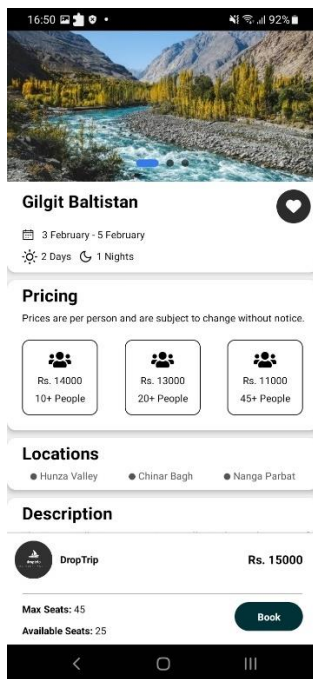 16:50 92%
Gilgit Baltistan
3 February - 5 February
2 Days 1 Nights
Pricing
Prices are per person and are subject to change without notice.
Rs. 14000 Rs. 13000 Rs. 11000
10+ People 20+ People 45+ People
Locations
Hunza Valley Chinar Bagh Nanga Parbat
Description
DropTrip Rs. 15000
Max Seats: 45
Book
Available Seats: 25